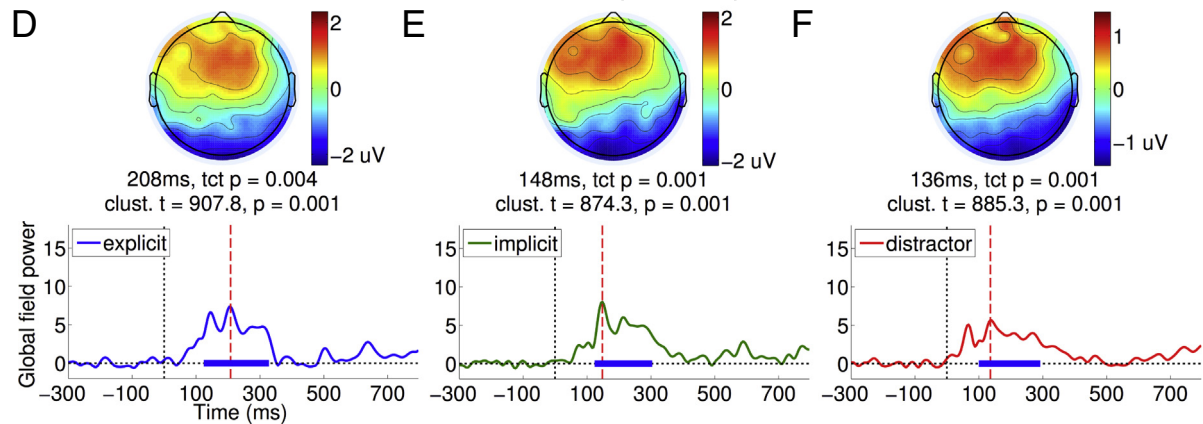 D
2
0
−2 uV
208ms, tct p = 0.004
clust. t = 907.8, p = 0.001
explicit
Global field power
15
10
5
0
−300 −100 100 300 500 700
Time (ms)
E
2
0
−2 uV
148ms, tct p = 0.001
clust. t = 874.3, p = 0.001
implicit
15
10
5
0
−300 −100 100 300 500 700
F
1
0
−1 uV
136ms, tct p = 0.001
clust. t = 885.3, p = 0.001
distractor
15
10
5
0
−300 −100 100 300 500 700